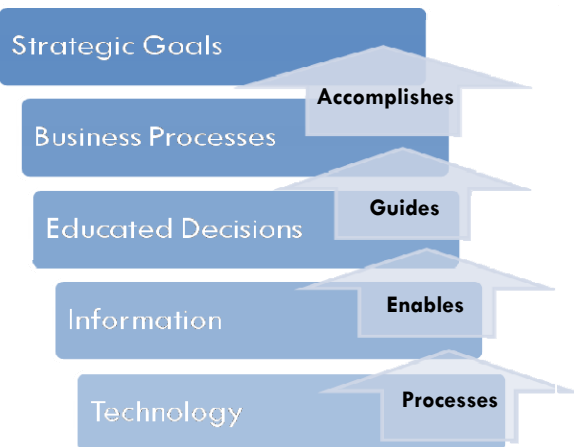 Strategic Goals
Accomplishes
Business Processes
Guides
Educated Decisions
Enables
Information
Processes
Technology